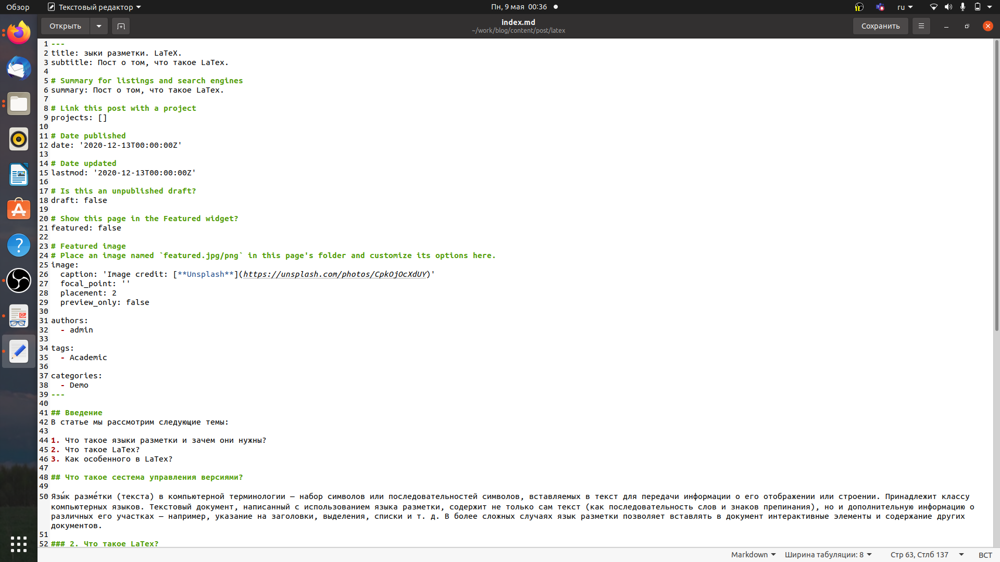 Обзор
Текстовый редактор
Пн, 9 мая 00:36
ru
Открыть
index.md
~/work/blog/content/post/latex
Сохранить
1 ---
2 title: зыки разметки. LaTeX.
3 subtitle: Пост о том, что такое LaTex.
4
5 # Summary for listings and search engines
6 summary: Пост о том, что такое LaTex.
7
8 # Link this post with a project
9 projects: []
10
11 # Date published
12 date: '2020-12-13T00:00:00Z'
13
14 # Date updated
15 lastmod: '2020-12-13T00:00:00Z'
16
17 # Is this an unpublished draft?
18 draft: false
19
20 # Show this page in the Featured widget?
21 featured: false
22
23 # Featured image
24 # Place an image named `featured.jpg/png` in this page's folder and customize its options here.
25 image:
26   caption: 'Image credit: [**Unsplash**](https://unsplash.com/photos/CpkOjOcXdUY)'
27   focal_point: ''
28   placement: 2
29   preview_only: false
30
31 authors:
32   - admin
33
34 tags:
35   - Academic
36
37 categories:
38   - Demo
39 ---
40
41 ## Введение
42 В статье мы рассмотрим следующие темы:
43
44 1. Что такое языки разметки и зачем они нужны?
45 2. Что такое LaTex?
46 3. Как особенного в LaTex?
47
48 ## Что такое сестема управления версиями?
49
50 Язы́к разме́тки (текста) в компьютерной терминологии — набор символов или последовательностей символов, вставляемых в текст для передачи информации о его отображении или строении. Принадлежит классу
компьютерных языков. Текстовый документ, написанный с использованием языка разметки, содержит не только сам текст (как последовательность слов и знаков препинания), но и дополнительную информацию о
различных его участках — например, указание на заголовки, выделения, списки и т. д. В более сложных случаях язык разметки позволяет вставлять в документ интерактивные элементы и содержание других
документов.
51
52 ### 2. Что такое LaTex?
Markdown
Ширина табуляции: 8
Стр 63, Стлб 137
ВСТ